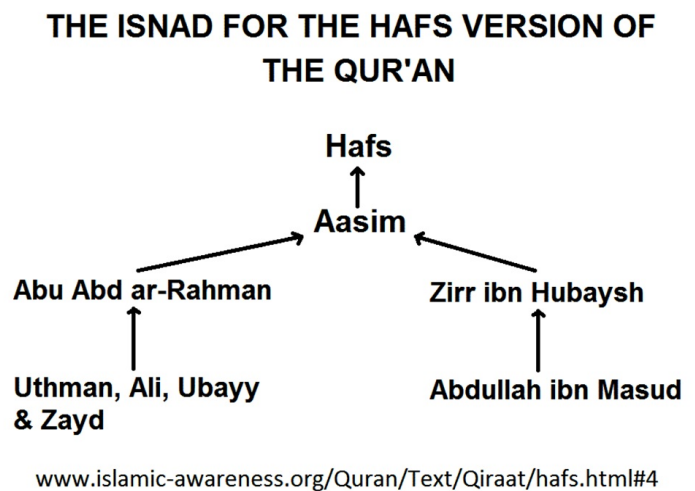 THE ISNAD FOR THE HAFS VERSION OF
THE QUR'AN
Hafs
Aasim
Abu Abd ar-Rahman
Zirr ibn Hubaysh
Uthman, Ali, Ubayy
& Zayd
Abdullah ibn Masud
www.islamic-awareness.org/Quran/Text/Qiraat/hafs.html#4